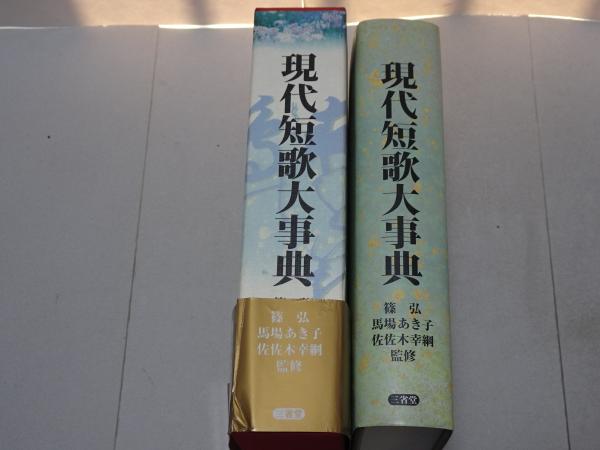 現代短歌大事典
篠 弘
馬場あき子
佐佐木幸綱
監修
三省堂
現代短歌大事典
篠 弘
馬場あき子
佐佐木幸綱
監修
三省堂